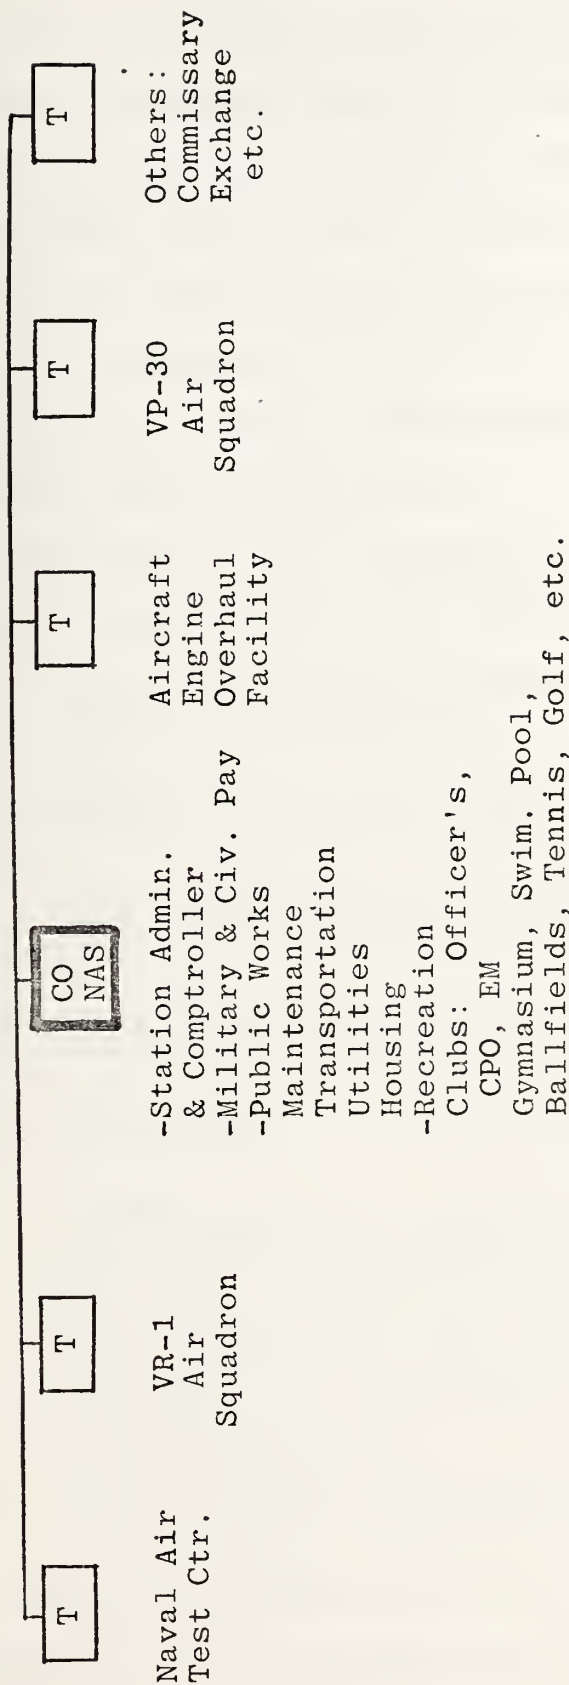 T
Naval Air
Test Ctr.
T
VR-1
Air
Squadron
CO
NAS
-Station Admin.
& Comptroller
-Military & Civ. Pay
-Public Works
Maintenance
Transportation
Utilities
Housing
-Recreation
Clubs: Officer's,
CPO, EM
Gymnasium, Swim. Pool,
Ballfields, Tennis, Golf, etc.
T
Aircraft
Engine
Overhaul
Facility
T
VP-30
Air
Squadron
T
Others:
Commissary
Exchange
etc.